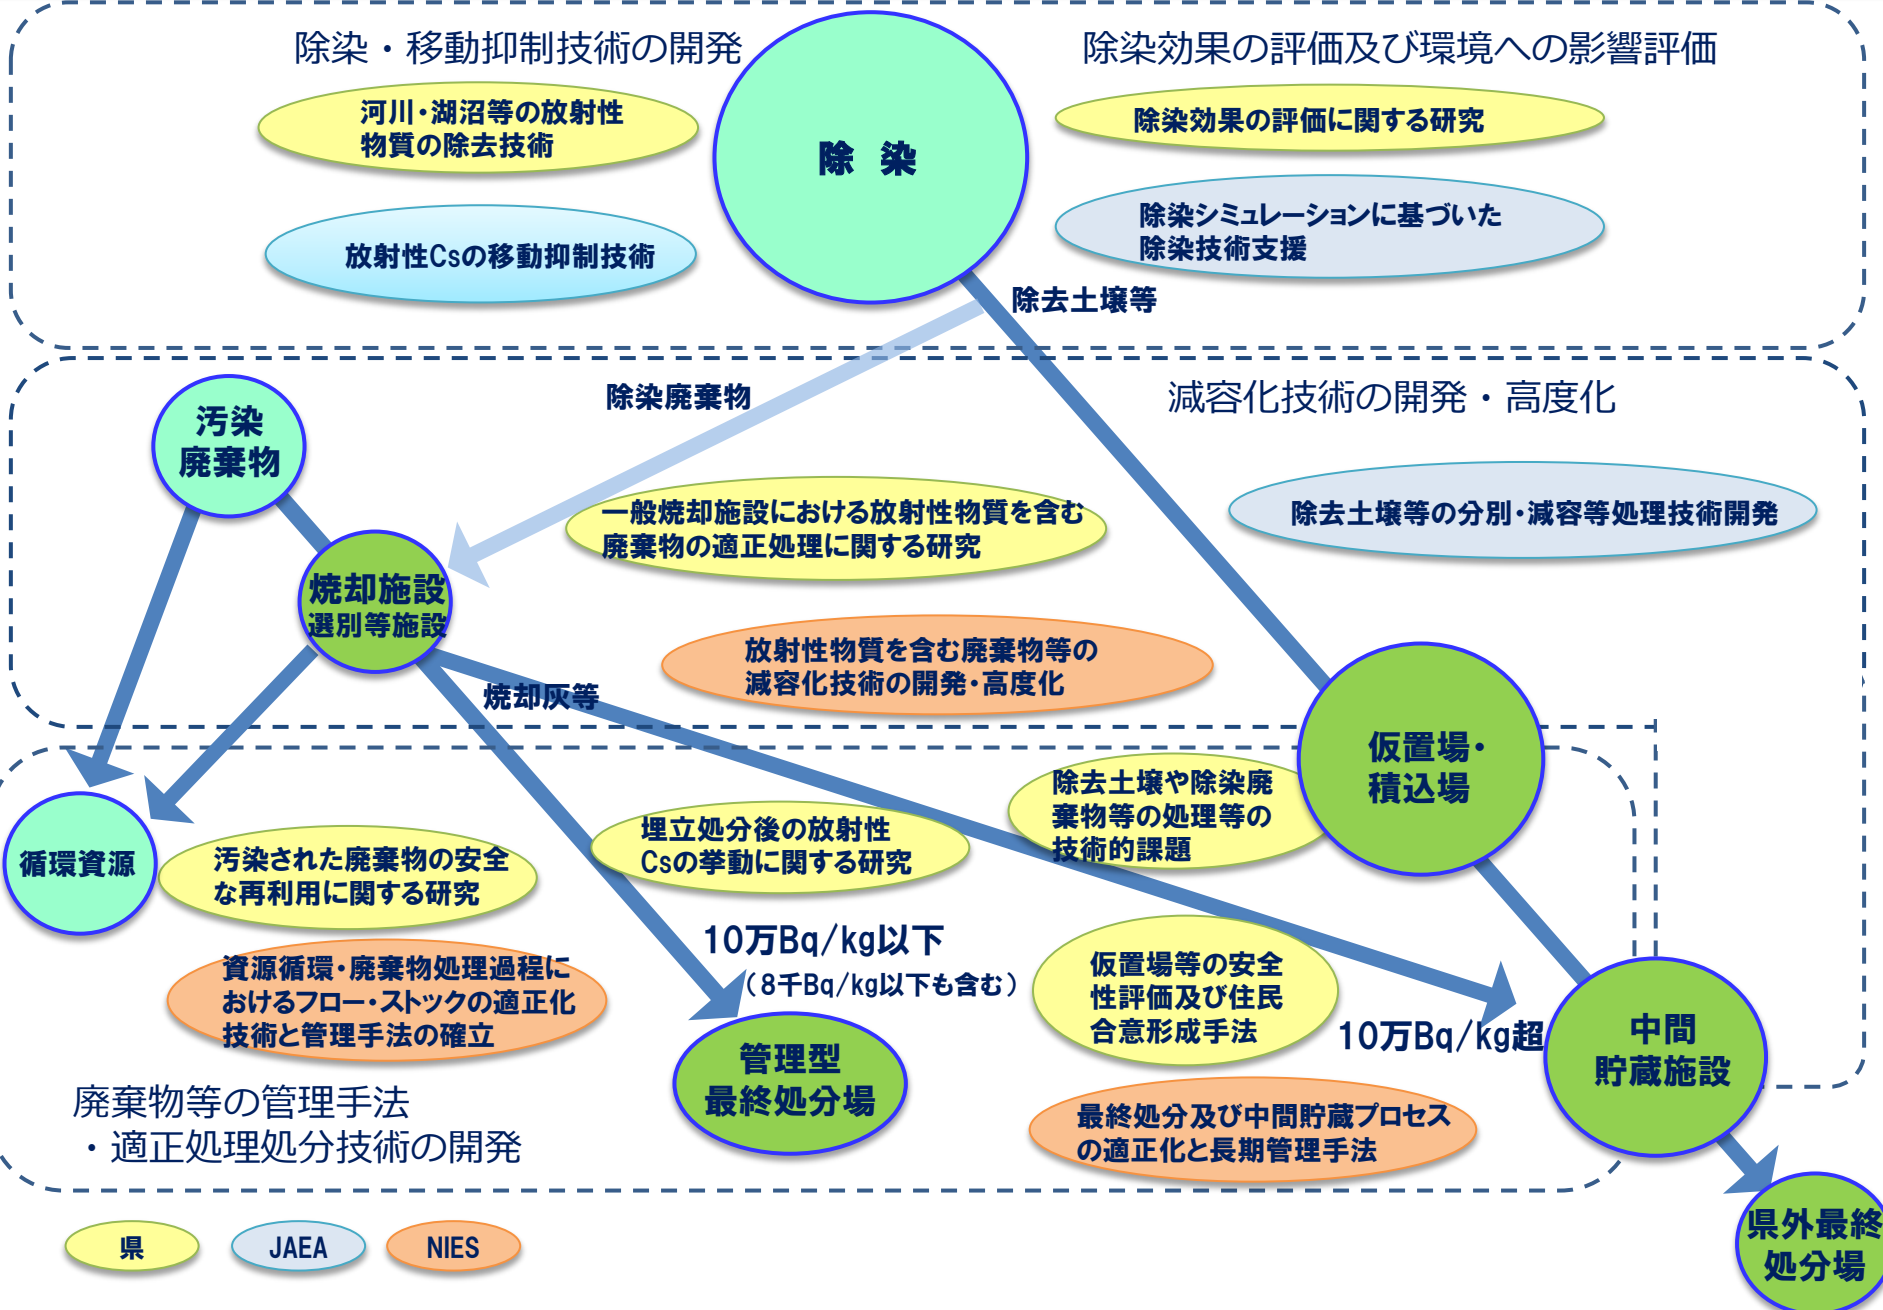 除染・移動抑制技術の開発
除染効果の評価及び環境への影響評価
河川・湖沼等の放射性
物質の除去技術
除 染
除染効果の評価に関する研究
放射性Csの移動抑制技術
除染シミュレーションに基づいた
除染技術支援
除去土壌等
除染廃棄物
減容化技術の開発・高度化
汚染
廃棄物
一般焼却施設における放射性物質を含む
廃棄物の適正処理に関する研究
除去土壌等の分別・減容等処理技術開発
焼却施設
選別等施設
放射性物質を含む廃棄物等の
減容化技術の開発・高度化
焼却灰等
仮置場・
積込場
除去土壌や除染廃
棄物等の処理等の
技術的課題
埋立処分後の放射性
Csの挙動に関する研究
循環資源
汚染された廃棄物の安全
な再利用に関する研究
10万Bq/kg以下
（8千Bq/kg以下も含む）
資源循環・廃棄物処理過程に
おけるフロー・ストックの適正化
技術と管理手法の確立
仮置場等の安全
性評価及び住民
合意形成手法
10万Bq/kg超
中間
貯蔵施設
管理型
最終処分場
廃棄物等の管理手法
・適正処理処分技術の開発
最終処分及び中間貯蔵プロセス
の適正化と長期管理手法
県外最終
処分場
県
JAEA
NIES